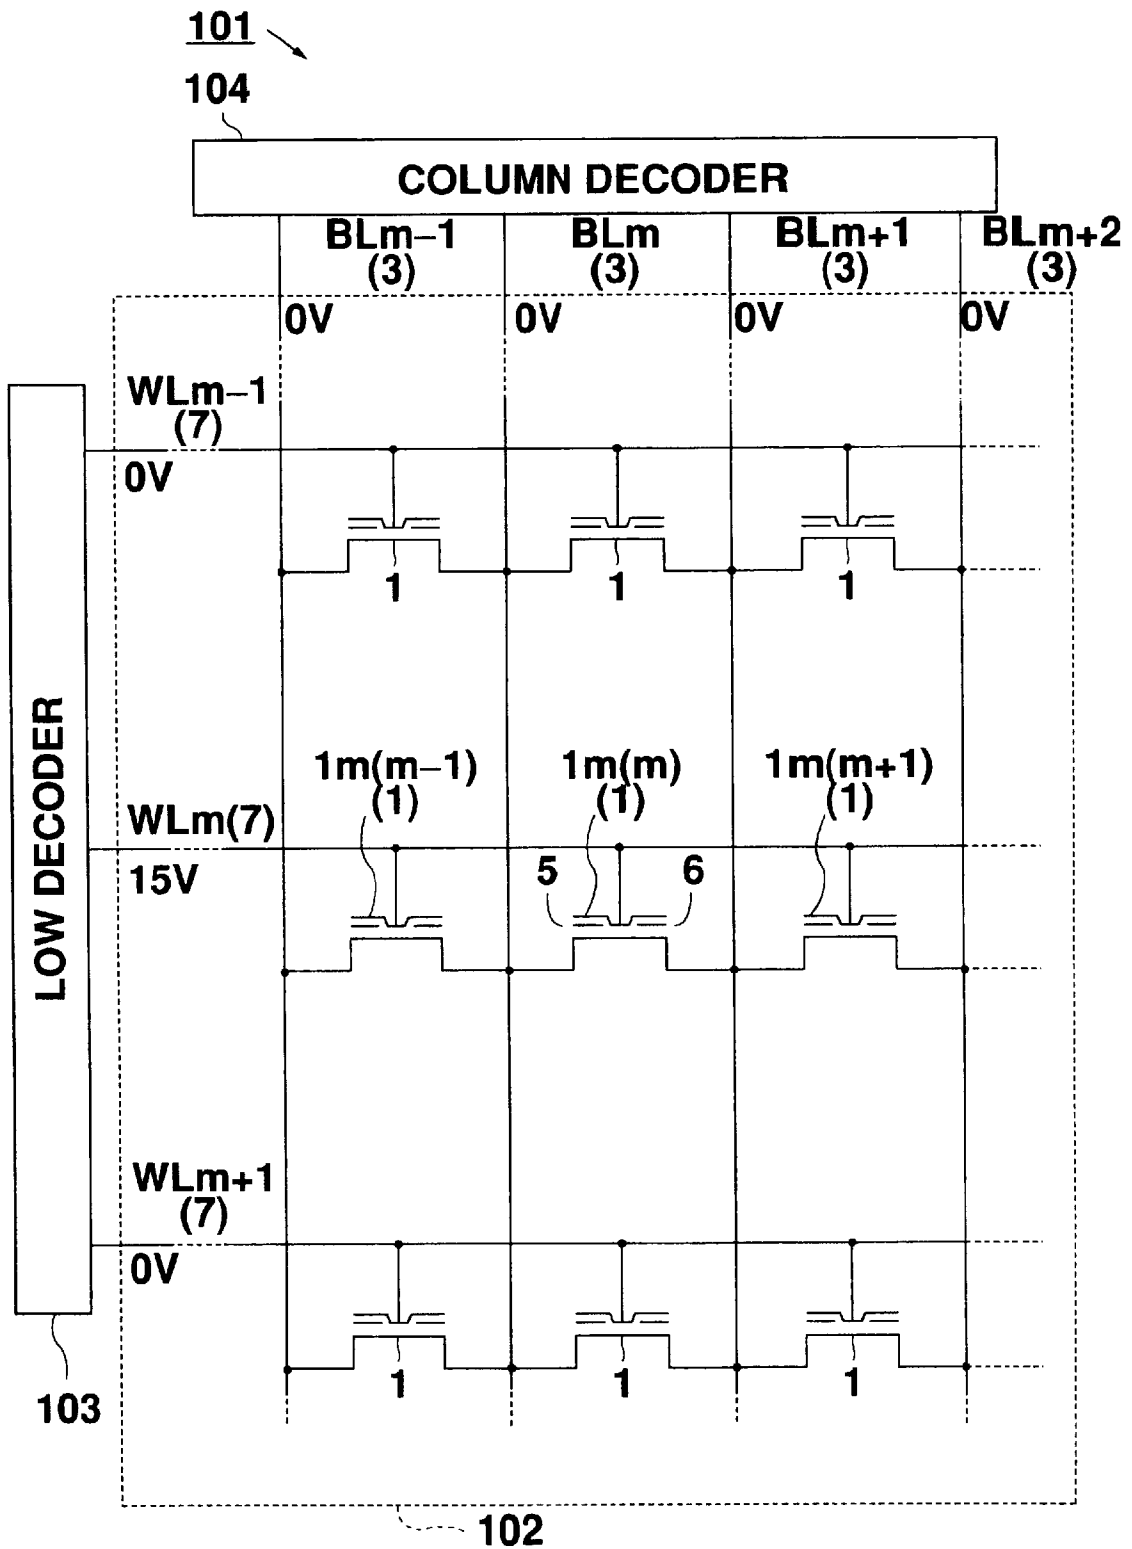 101
104
COLUMN DECODER
BLm−1 BLm BLm+1 BLm+2
(3) (3) (3) (3)
0V 0V 0V 0V
WLm−1
(7)
0V
1 1 1
LOW DECODER
1m(m−1) 1m(m) 1m(m+1)
(1) (1) (1)
WLm(7)
15V
5 6
WLm+1
(7)
0V
1 1 1
103
102